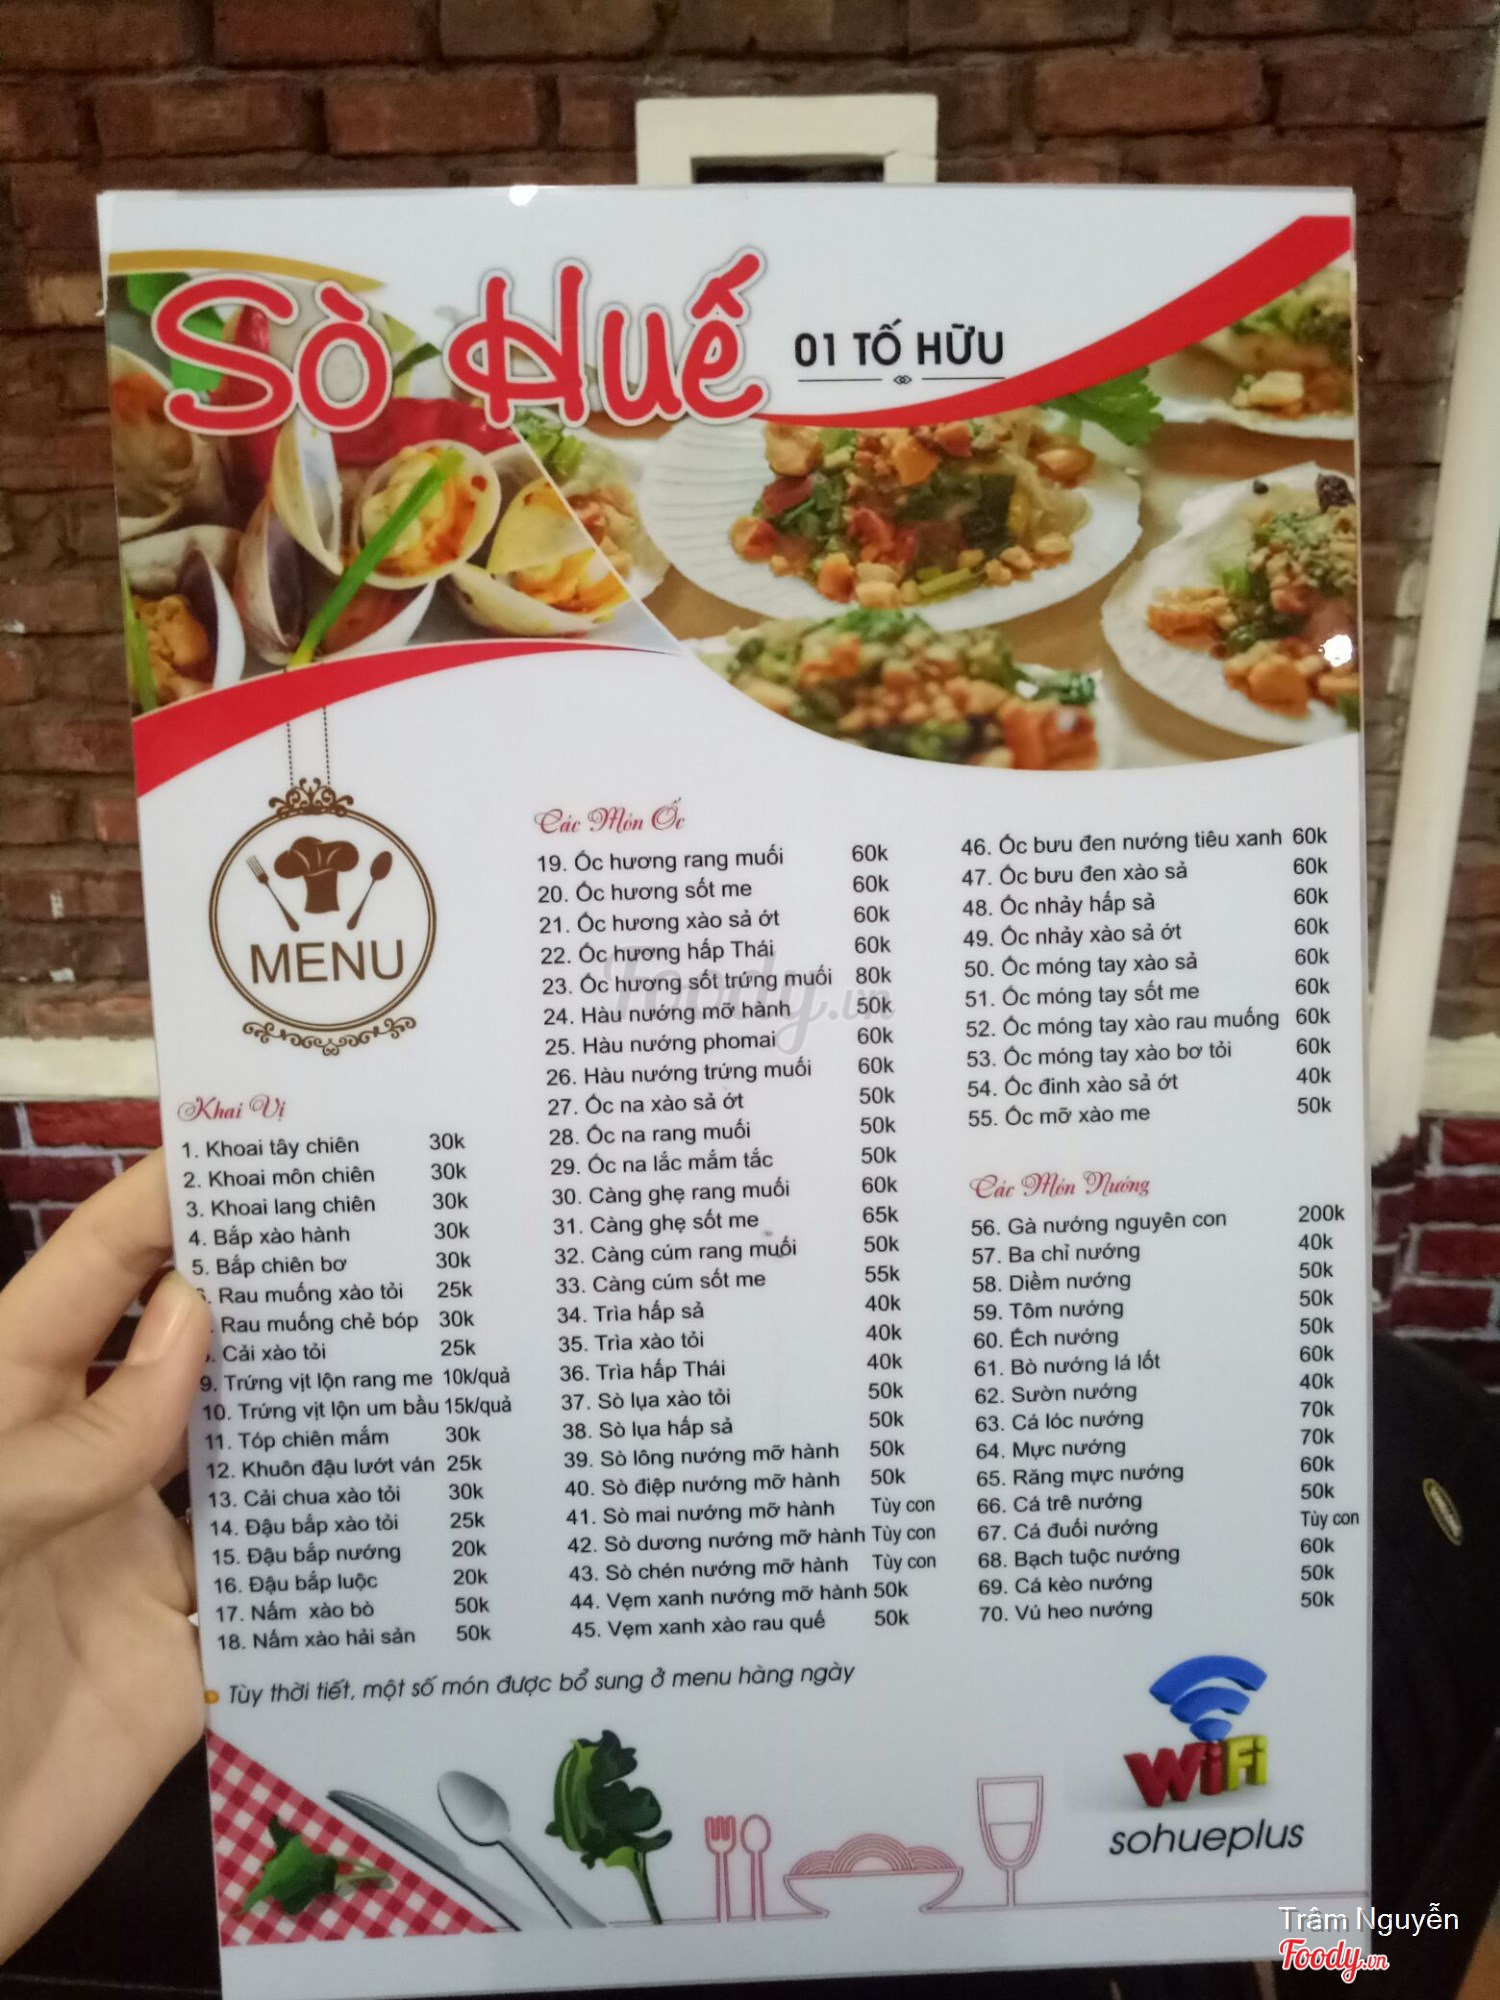 Sò Huế
01 TỐ HỮU
MENU
Khai Vị
1. Khoai tây chiên 30k
2. Khoai môn chiên 30k
3. Khoai lang chiên 30k
4. Bắp xào hành 30k
5. Bắp chiên bơ 30k
Rau muống xào tỏi 25k
Rau muống chẻ bóp 30k
Cải xào tỏi 25k
9. Trứng vịt lộn rang me 10k/quả
10. Trứng vịt lộn um bầu 15k/quả
11. Tóp chiên mắm 30k
12. Khuôn đậu lướt ván 25k
13. Cải chua xào tỏi 30k
14. Đậu bắp xào tỏi 25k
15. Đậu bắp nướng 20k
16. Đậu bắp luộc 20k
17. Nấm xào bò 50k
18. Nấm xào hải sản 50k
Các Món Ốc
19. Ốc hương rang muối 60k
20. Ốc hương sốt me 60k
21. Ốc hương xào sả ớt 60k
22. Ốc hương hấp Thái 60k
23. Ốc hương sốt trứng muối 80k
24. Hàu nướng mỡ hành 50k
25. Hàu nướng phomai 60k
26. Hàu nướng trứng muối 60k
27. Ốc na xào sả ớt 50k
28. Ốc na rang muối 50k
29. Ốc na lắc mắm tắc 50k
30. Càng ghẹ rang muối 60k
31. Càng ghẹ sốt me 65k
32. Càng cúm rang muối 50k
33. Càng cúm sốt me 55k
34. Trìa hấp sả 40k
35. Trìa xào tỏi 40k
36. Trìa hấp Thái 40k
37. Sò lụa xào tỏi 50k
38. Sò lụa hấp sả 50k
39. Sò lông nướng mỡ hành 50k
40. Sò điệp nướng mỡ hành 50k
41. Sò mai nướng mỡ hành Tùy con
42. Sò dương nướng mỡ hành Tùy con
43. Sò chén nướng mỡ hành Tùy con
44. Vẹm xanh nướng mỡ hành 50k
45. Vẹm xanh xào rau quế 50k
46. Ốc bưu đen nướng tiêu xanh 60k
47. Ốc bưu đen xào sả 60k
48. Ốc nhảy hấp sả 60k
49. Ốc nhảy xào sả ớt 60k
50. Ốc móng tay xào sả 60k
51. Ốc móng tay sốt me 60k
52. Ốc móng tay xào rau muống 60k
53. Ốc móng tay xào bơ tỏi 60k
54. Ốc đinh xào sả ớt 40k
55. Ốc mỡ xào me 50k
Các Món Nướng
56. Gà nướng nguyên con 200k
57. Ba chỉ nướng 40k
58. Diềm nướng 50k
59. Tôm nướng 50k
60. Ếch nướng 50k
61. Bò nướng lá lốt 60k
62. Sườn nướng 40k
63. Cá lóc nướng 70k
64. Mực nướng 70k
65. Răng mực nướng 60k
66. Cá trê nướng 50k
67. Cá đuối nướng Tùy con
68. Bạch tuộc nướng 60k
69. Cá kèo nướng 50k
70. Vú heo nướng 50k
Tùy thời tiết, một số món được bổ sung ở menu hàng ngày
WiFi
sohueplus
Foody.vn
Trâm Nguyễn
Foody.vn